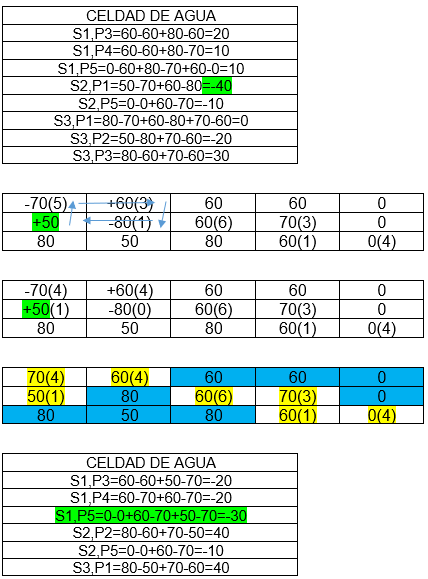 CELDAD DE AGUA
S1,P3=60-60+80-60=20
S1,P4=60-60+80-70=10
S1,P5=0-60+80-70+60-0=10
S2,P1=50-70+60-80=-40
S2,P5=0-0+60-70=-10
S3,P1=80-70+60-80+70-60=0
S3,P2=50-80+70-60=-20
S3,P3=80-60+70-60=30
-70(5) +60(3) 60 60 0
+50 -80(1) 60(6) 70(3) 0
80 50 80 60(1) 0(4)
-70(4) +60(4) 60 60 0
+50(1) -80(0) 60(6) 70(3) 0
80 50 80 60(1) 0(4)
70(4) 60(4) 60 60 0
50(1) 80 60(6) 70(3) 0
80 50 80 60(1) 0(4)
CELDAD DE AGUA
S1,P3=60-60+50-70=-20
S1,P4=60-70+60-70=-20
S1,P5=0-0+60-70+50-70=-30
S2,P2=80-60+70-50=40
S2,P5=0-0+60-70=-10
S3,P1=80-50+70-60=40